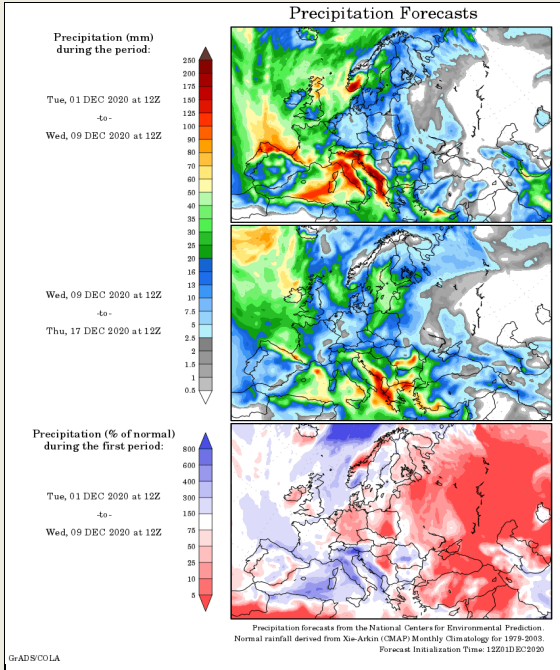 Precipitation Forecasts
Precipitation (mm)
during the period:
Tue, 01 DEC 2020 at 12Z
-to-
Wed, 09 DEC 2020 at 12Z
250
200
175
150
125
100
90
80
70
60
50
40
35
30
25
20
16
13
10
7.5
5
2.5
2
1.5
1
0.5
Wed, 09 DEC 2020 at 12Z
-to-
Thu, 17 DEC 2020 at 12Z
Precipitation (% of normal)
during the first period:
Tue, 01 DEC 2020 at 12Z
-to-
Wed, 09 DEC 2020 at 12Z
800
600
400
300
150
75
50
25
10
5
Precipitation forecasts from the National Centers for Environmental Prediction.
Normal rainfall derived from Xie-Arkin (CMAP) Monthly Climatology for 1979-2003.
Forecast Initialization Time: 12Z01DEC2020
GrADS/COLA